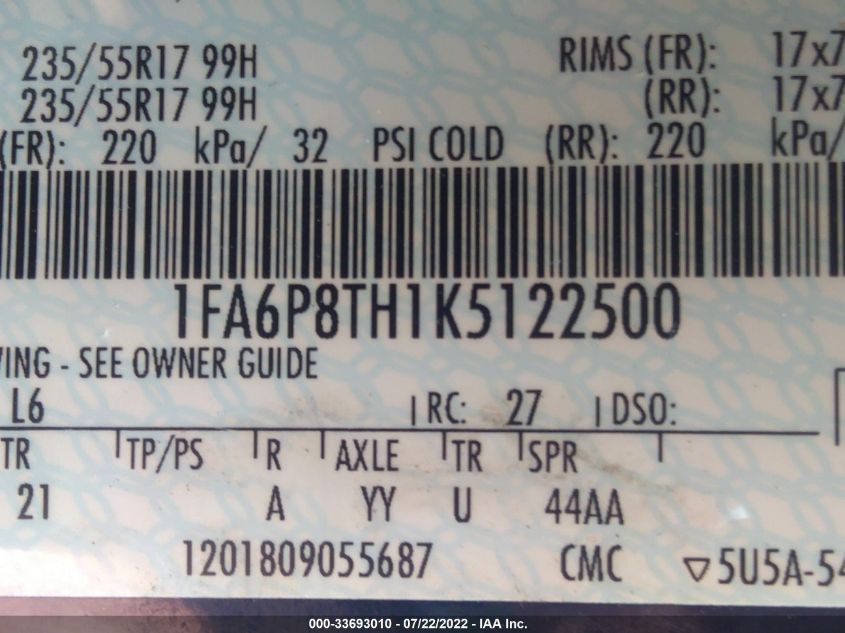 235/55R17 99H RIMS (FR): 17x7
235/55R17 99H (RR): 17x7
(FR): 220 kPa/ 32 PSI COLD (RR): 220 kPa/
1FA6P8TH1K5122500
WING - SEE OWNER GUIDE
L6 RC: 27 DSO:
TR TP/PS R AXLE TR SPR
21 A YY U 44AA
1201809055687 CMC ▽5U5A-54
000-33693010 / 07/22/2022 - IAA Inc.